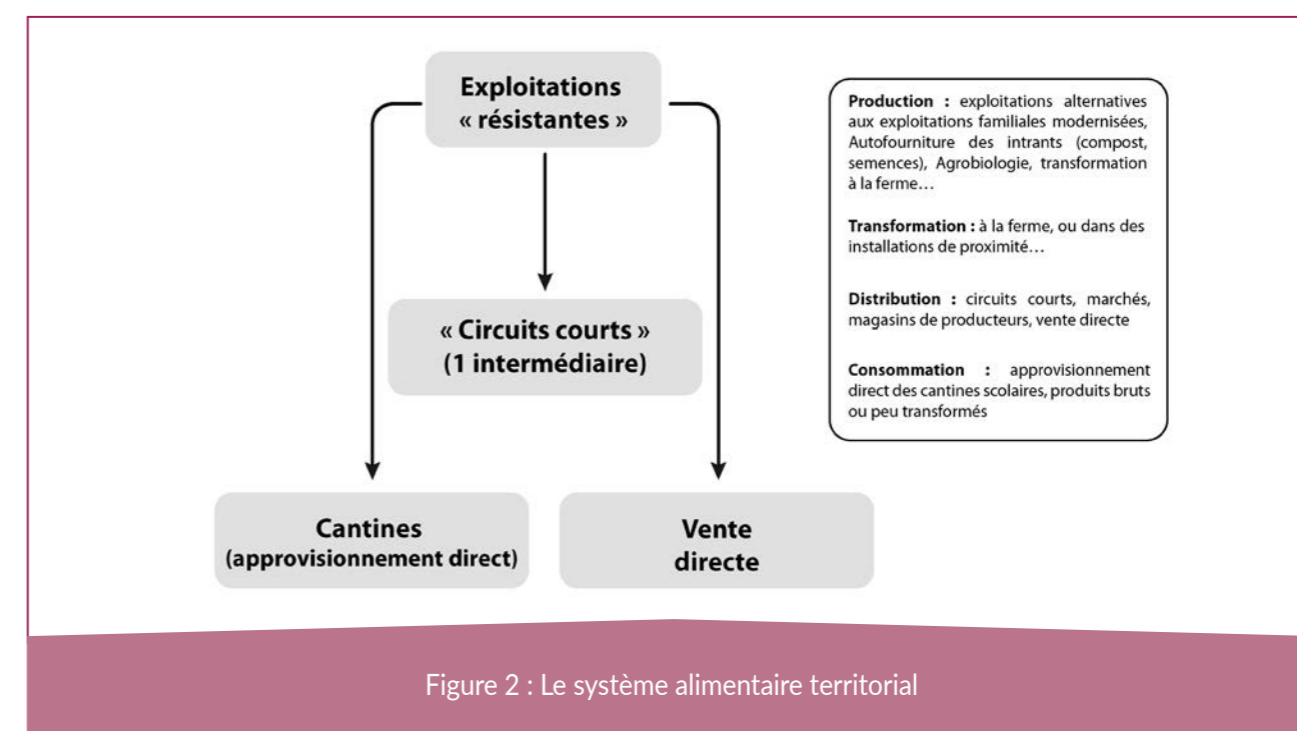 Exploitations
« résistantes »
« Circuits courts »
(1 intermédiaire)
Cantines
(approvisionnement direct)
Vente
directe
Production : exploitations alternatives
aux exploitations familiales modernisées,
Autofourniture des intrants (compost,
semences), Agrobiologie, transformation
à la ferme…
Transformation : à la ferme, ou dans des
installations de proximité…
Distribution : circuits courts, marchés,
magasins de producteurs, vente directe
Consommation : approvisionnement
direct des cantines scolaires, produits bruts
ou peu transformés
Figure 2 : Le système alimentaire territorial